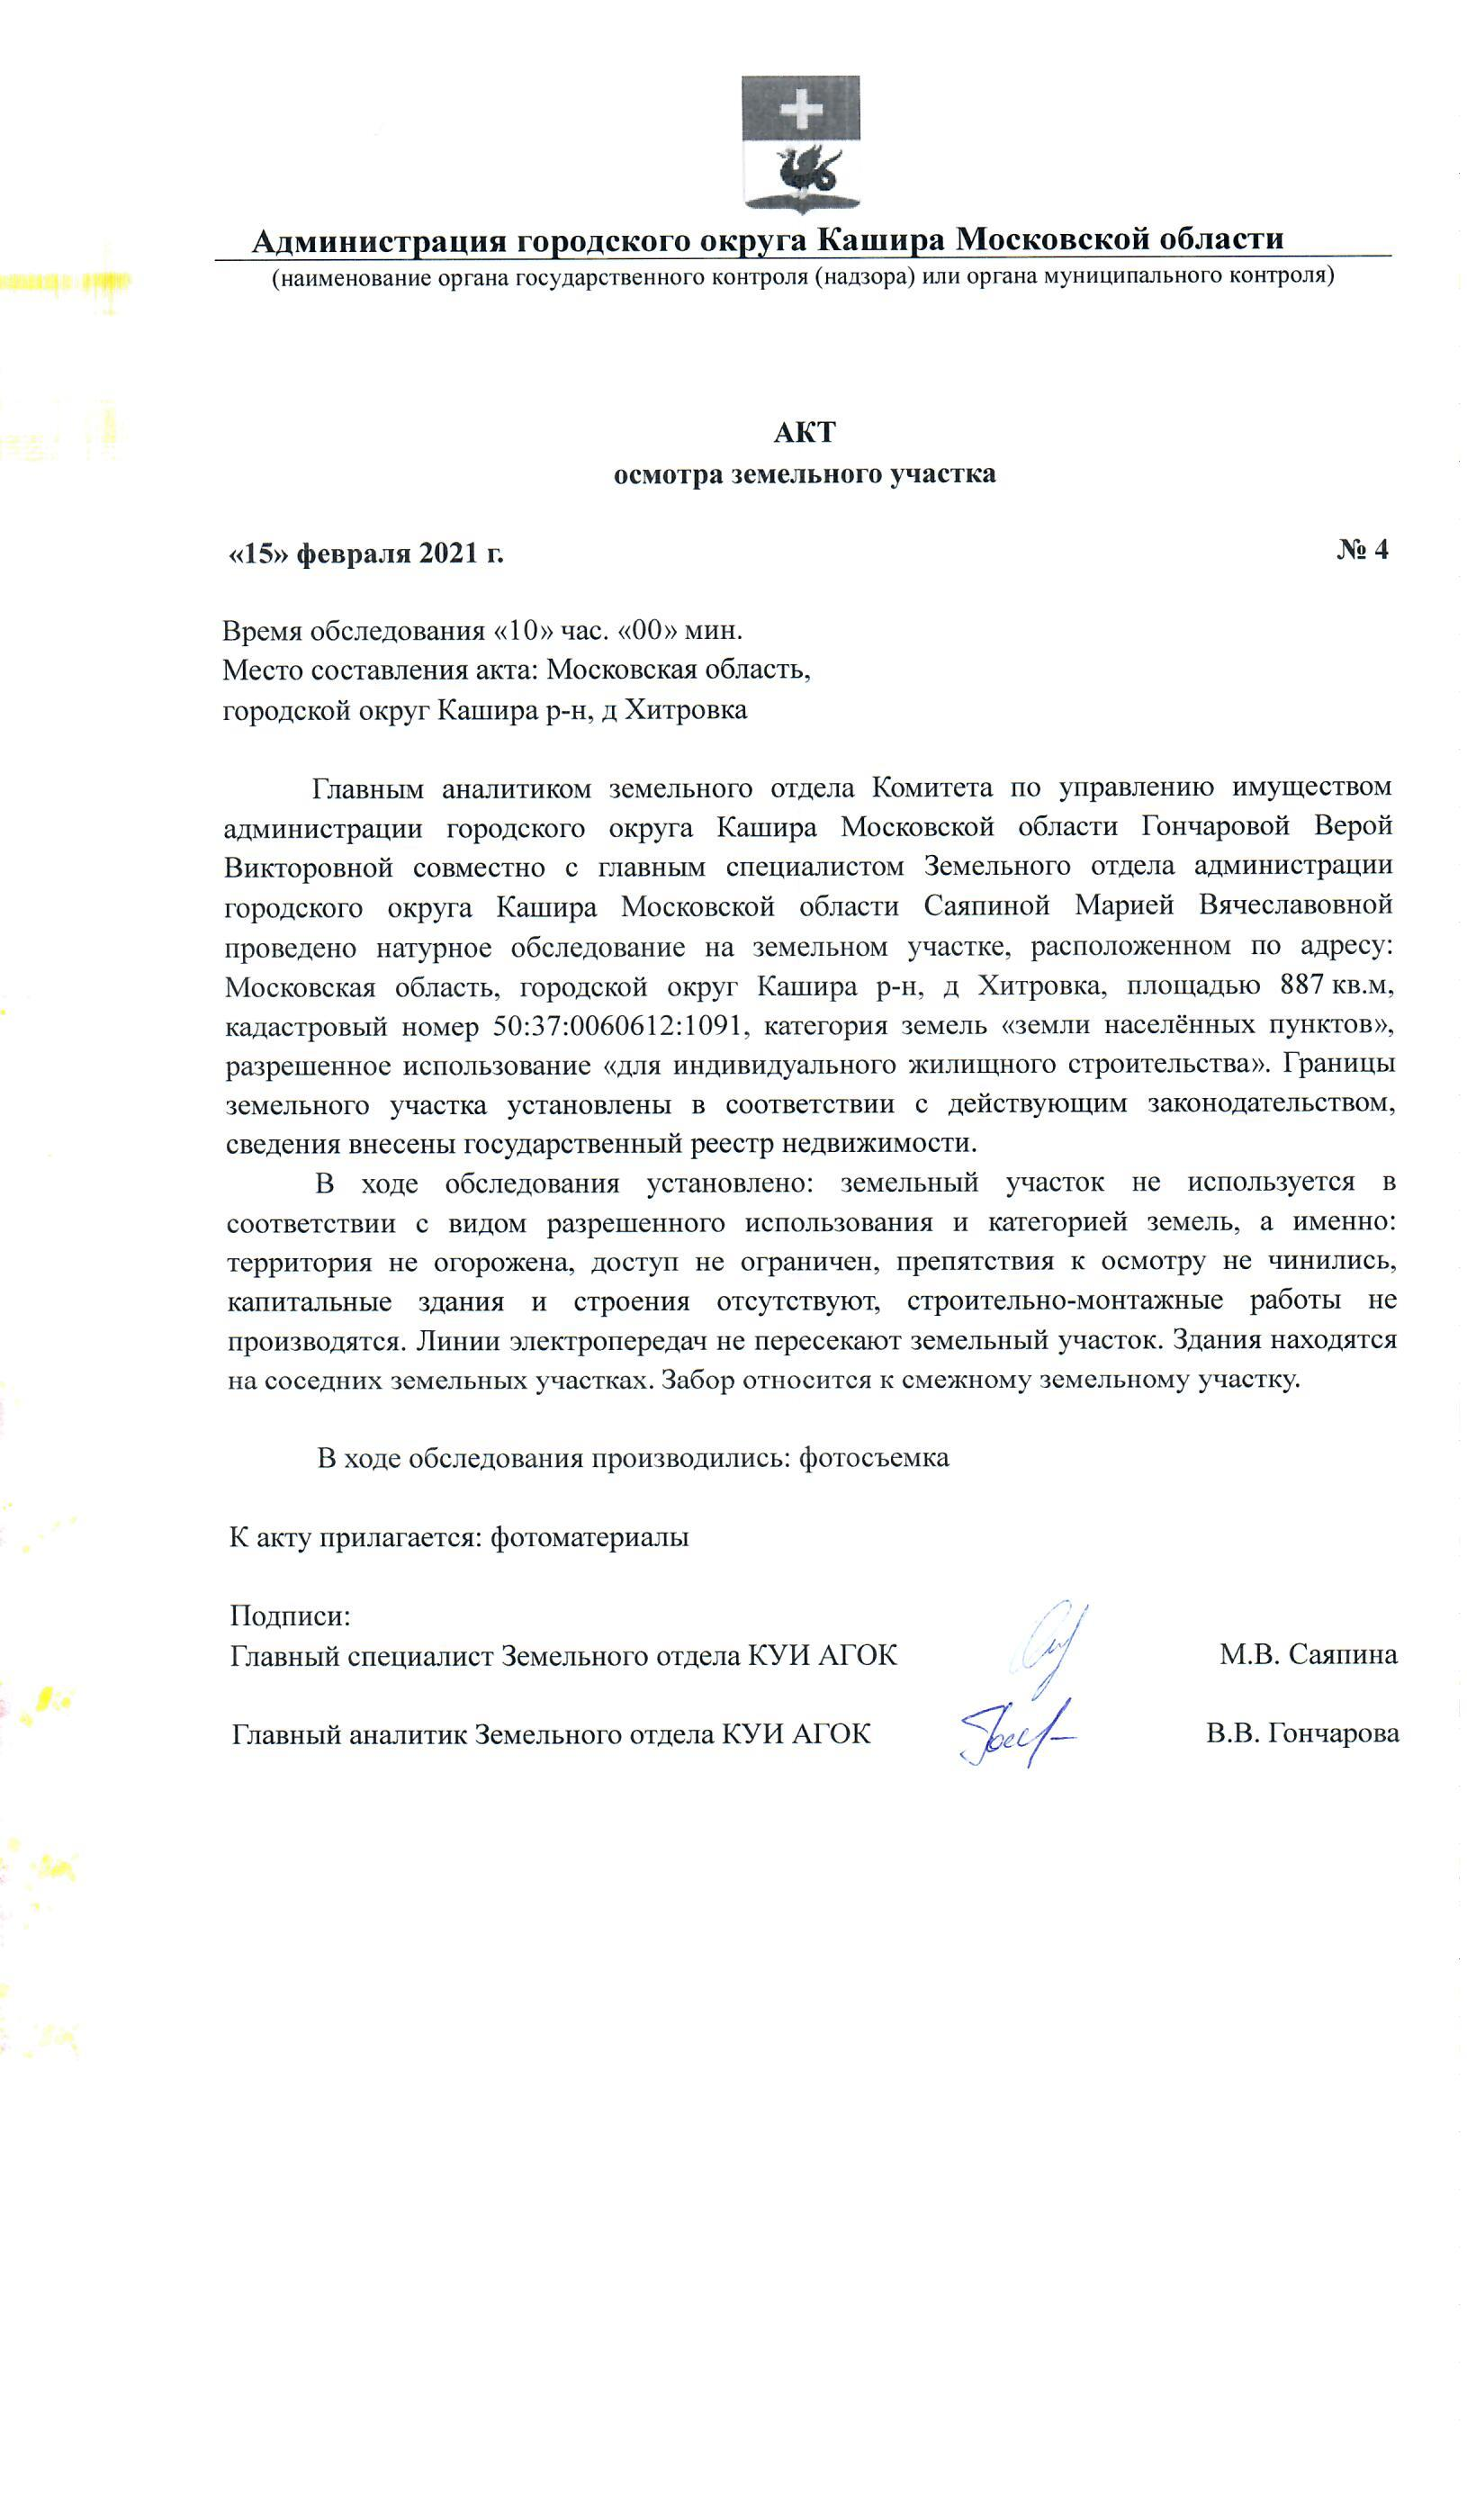 Администрация городского округа Кашира Московской области
(наименование органа государственного контроля (надзора) или органа муниципального контроля)
АКТ
осмотра земельного участка
«15» февраля 2021 г.
№ 4
Время обследования «10» час. «00» мин.
Место составления акта: Московская область,
городской округ Кашира р-н, д Хитровка
Главным аналитиком земельного отдела Комитета по управлению имуществом
администрации городского округа Кашира Московской области Гончаровой Верой
Викторовной совместно с главным специалистом Земельного отдела администрации
городского округа Кашира Московской области Саяпиной Марией Вячеславовной
проведено натурное обследование на земельном участке, расположенном по адресу:
Московская область, городской округ Кашира р-н, д Хитровка, площадью 887 кв.м,
кадастровый номер 50:37:0060612:1091, категория земель «земли населённых пунктов»,
разрешенное использование «для индивидуального жилищного строительства». Границы
земельного участка установлены в соответствии с действующим законодательством,
сведения внесены государственный реестр недвижимости.
В ходе обследования установлено: земельный участок не используется в
соответствии с видом разрешенного использования и категорией земель, а именно:
территория не огорожена, доступ не ограничен, препятствия к осмотру не чинились,
капитальные здания и строения отсутствуют, строительно-монтажные работы не
производятся. Линии электропередач не пересекают земельный участок. Здания находятся
на соседних земельных участках. Забор относится к смежному земельному участку.
В ходе обследования производились: фотосъемка
К акту прилагается: фотоматериалы
Подписи:
Главный специалист Земельного отдела КУИ АГОК
М.В. Саяпина
Главный аналитик Земельного отдела КУИ АГОК
В.В. Гончарова